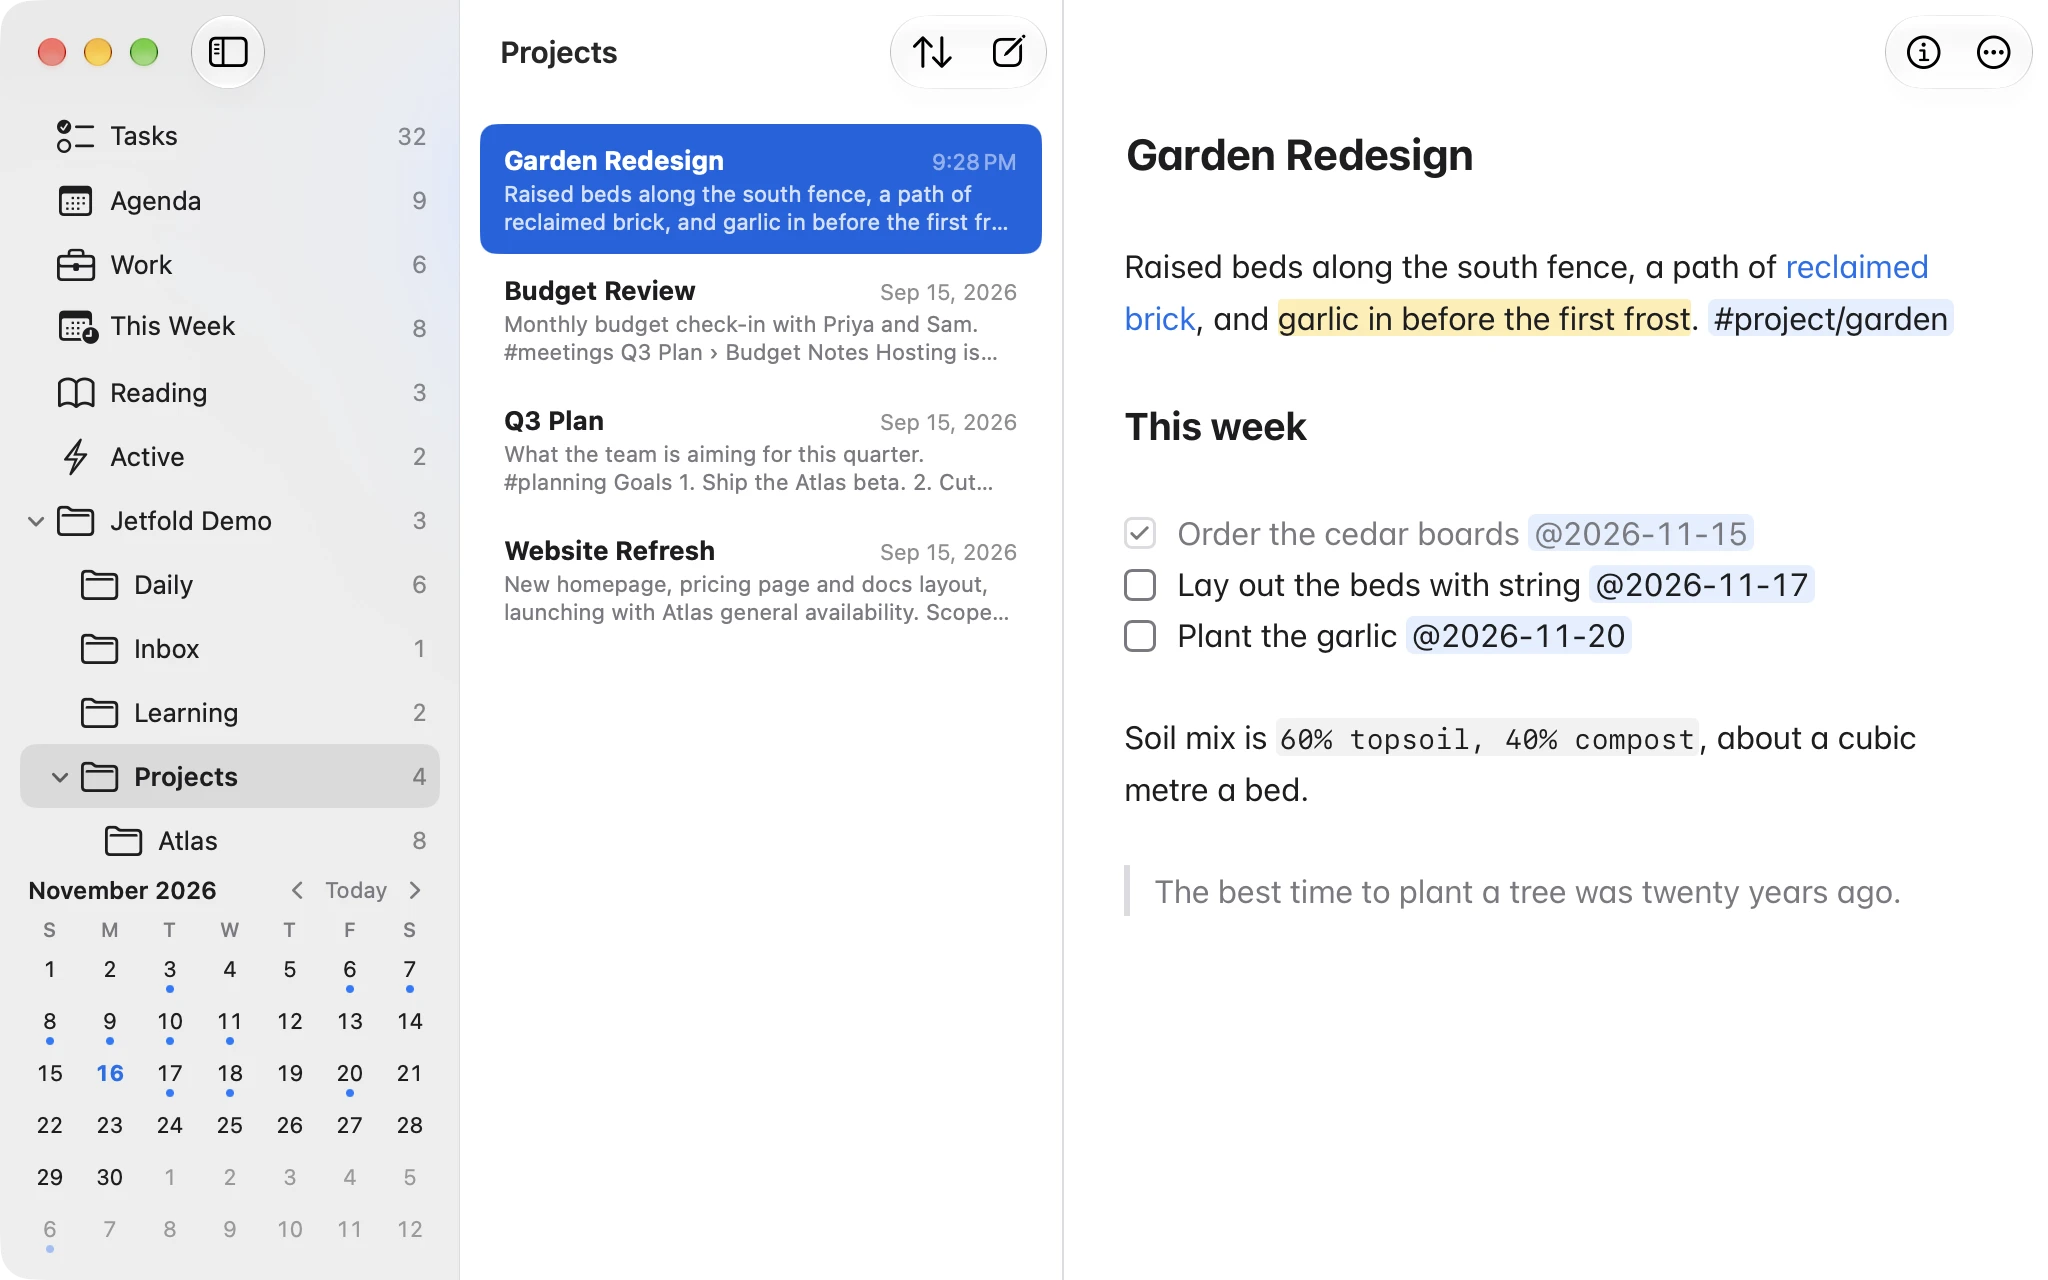 Tasks 32
Agenda 9
Work 6
This Week 8
Reading 3
Active 2
Jetfold Demo 3
Daily 6
Inbox 1
Learning 2
Projects 4
Atlas 8
November 2026 Today
S M T W T F S
1 2 3 4 5 6 7
8 9 10 11 12 13 14
15 16 17 18 19 20 21
22 23 24 25 26 27 28
29 30 1 2 3 4 5
6 7 8 9 10 11 12
Projects
Garden Redesign 9:28 PM
Raised beds along the south fence, a path of
reclaimed brick, and garlic in before the first fr...
Budget Review Sep 15, 2026
Monthly budget check-in with Priya and Sam.
#meetings Q3 Plan › Budget Notes Hosting is...
Q3 Plan Sep 15, 2026
What the team is aiming for this quarter.
#planning Goals 1. Ship the Atlas beta. 2. Cut...
Website Refresh Sep 15, 2026
New homepage, pricing page and docs layout,
launching with Atlas general availability. Scope...
Garden Redesign
Raised beds along the south fence, a path of reclaimed
brick, and garlic in before the first frost. #project/garden
This week
Order the cedar boards @2026-11-15
Lay out the beds with string @2026-11-17
Plant the garlic @2026-11-20
Soil mix is 60% topsoil, 40% compost, about a cubic
metre a bed.
The best time to plant a tree was twenty years ago.